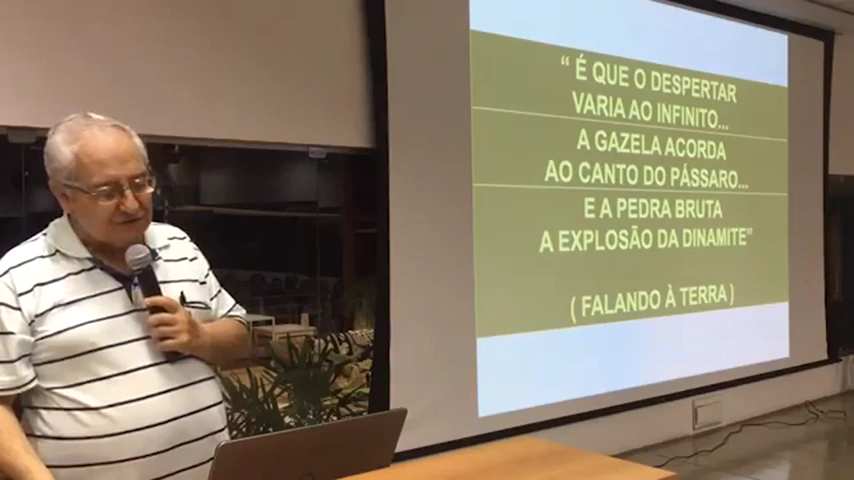 “ É QUE O DESPERTAR
VARIA AO INFINITO...
A GAZELA ACORDA
AO CANTO DO PÁSSARO...
E A PEDRA BRUTA
A EXPLOSÃO DA DINAMITE”
( FALANDO À TERRA )